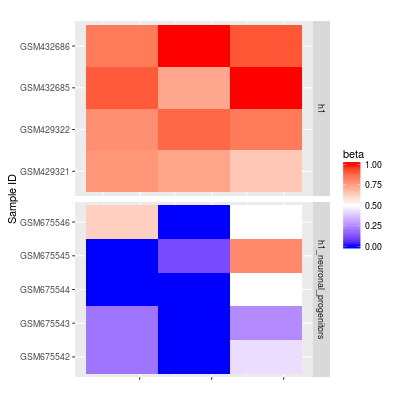 Sample ID
GSM432686
GSM432685
GSM429322
GSM429321
h1
GSM675546
GSM675545
GSM675544
GSM675543
GSM675542
h1_neuronal_progenitors
beta
1.00
0.75
0.50
0.25
0.00